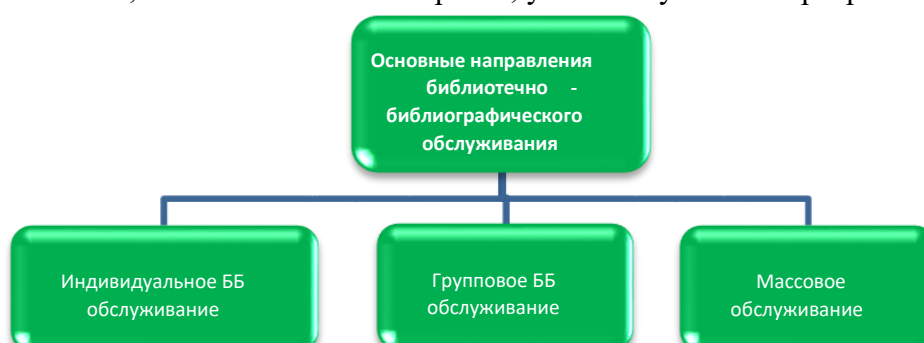 Основные направления
библиотечно -
библиографического
обслуживания
Индивидуальное ББ
обслуживание
Групповое ББ
обслуживание
Массовое
обслуживание